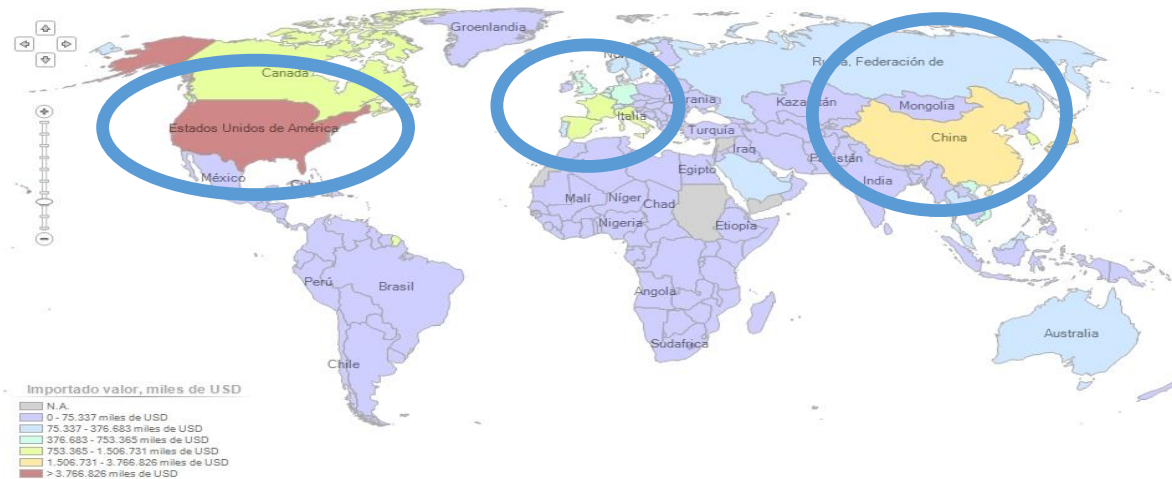 Groenlandia
No
Canadá
Rusia, Federación de
Ucrania
Kazajstán
Mongolia
Estados Unidos de América
Italia
Turquía
China
Iraq
Pakistán
México
Egipto
India
Malí
Níger
Chad
Nigeria
Etiopía
Perú
Brasil
Angola
Australia
Sudáfrica
Chile
Importado valor, miles de USD
N.A.
0 - 75.337 miles de USD
75.337 - 376.683 miles de USD
376.683 - 753.365 miles de USD
753.365 - 1.506.731 miles de USD
1.506.731 - 3.766.826 miles de USD
> 3.766.826 miles de USD